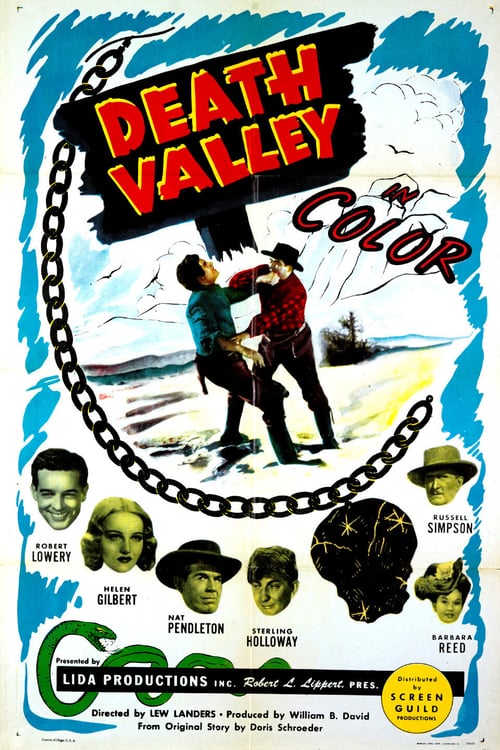 DEATH
VALLEY
IN
COLOR
ROBERT
LOWERY
HELEN
GILBERT
NAT
PENDLETON
STERLING
HOLLOWAY
RUSSELL
SIMPSON
BARBARA
REED
Presented by
LIDA PRODUCTIONS INC. Robert L. Lippert, PRES.
Directed by LEW LANDERS • Produced by William B. David
From Original Story by Doris Schroeder
Distributed
by
SCREEN
GUILD
PRODUCTIONS